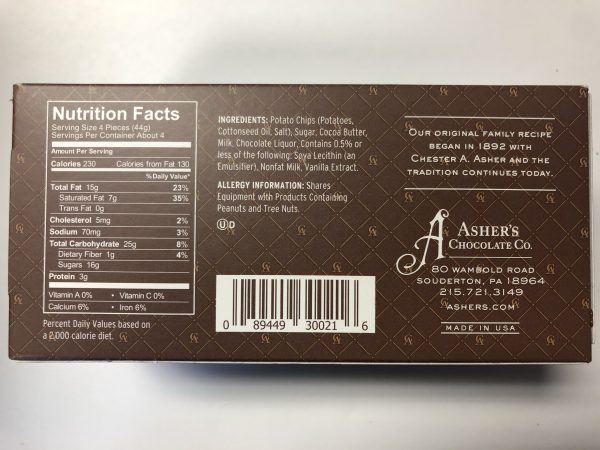 Nutrition Facts
Serving Size 4 Pieces (44g)
Servings Per Container About 4
Amount Per Serving
Calories 230 Calories from Fat 130
% Daily Value*
Total Fat 15g 23%
Saturated Fat 7g 35%
Trans Fat 0g
Cholesterol 5mg 2%
Sodium 70mg 3%
Total Carbohydrate 25g 8%
Dietary Fiber 1g 4%
Sugars 16g
Protein 3g
Vitamin A 0% • Vitamin C 0%
Calcium 6% • Iron 6%
Percent Daily Values based on
a 2,000 calorie diet.
INGREDIENTS: Potato Chips (Potatoes,
Cottonseed Oil, Salt), Sugar, Cocoa Butter,
Milk, Chocolate Liquor, Contains 0.5% or
less of the following: Soya Lecithin (an
Emulsifier), Nonfat Milk, Vanilla Extract.
ALLERGY INFORMATION: Shares
Equipment with Products Containing
Peanuts and Tree Nuts.
U D
0 89449 30021 6
OUR ORIGINAL FAMILY RECIPE
BEGAN IN 1892 WITH
CHESTER A. ASHER AND THE
TRADITION CONTINUES TODAY.
A ASHER'S
CHOCOLATE CO.
80 WAMBOLD ROAD
SOUDERTON, PA 18964
215.721.3149
ASHERS.COM
MADE IN USA